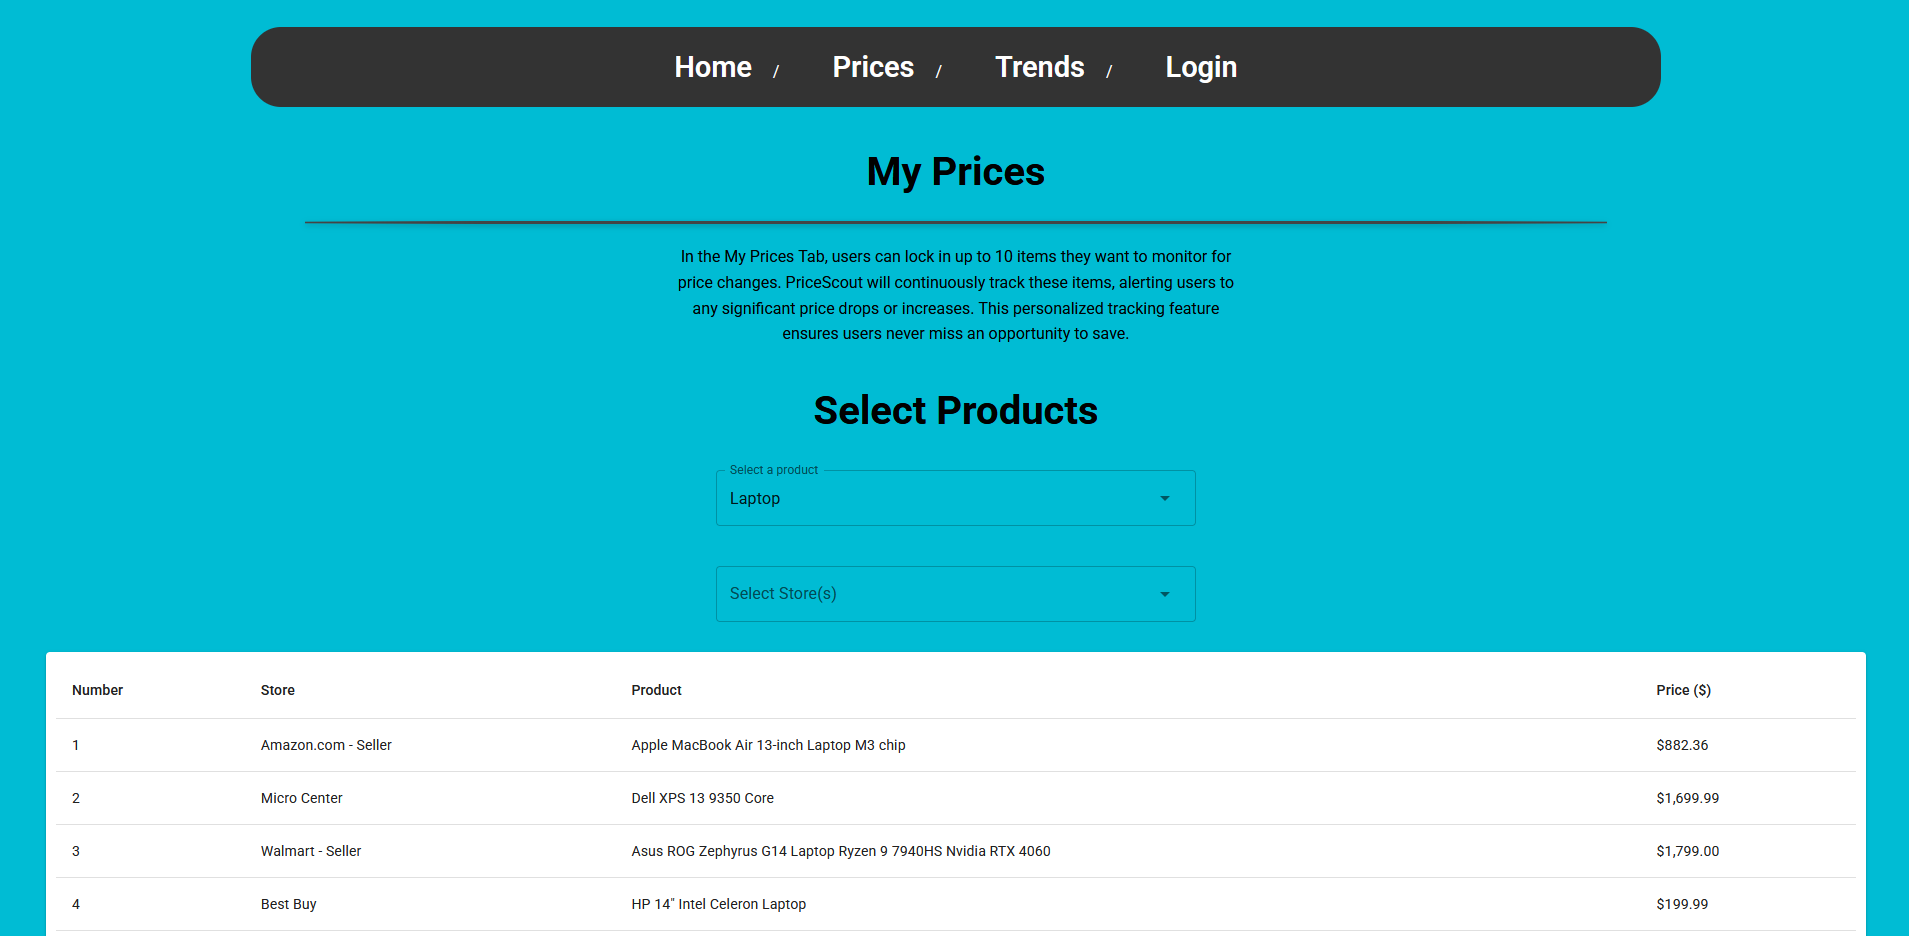 Home / Prices / Trends / Login
My Prices
In the My Prices Tab, users can lock in up to 10 items they want to monitor for
price changes. PriceScout will continuously track these items, alerting users to
any significant price drops or increases. This personalized tracking feature
ensures users never miss an opportunity to save.
Select Products
Select a product
Laptop
Select Store(s)
Number Store Product Price ($)
1 Amazon.com - Seller Apple MacBook Air 13-inch Laptop M3 chip $882.36
2 Micro Center Dell XPS 13 9350 Core $1,699.99
3 Walmart - Seller Asus ROG Zephyrus G14 Laptop Ryzen 9 7940HS Nvidia RTX 4060 $1,799.00
4 Best Buy HP 14" Intel Celeron Laptop $199.99